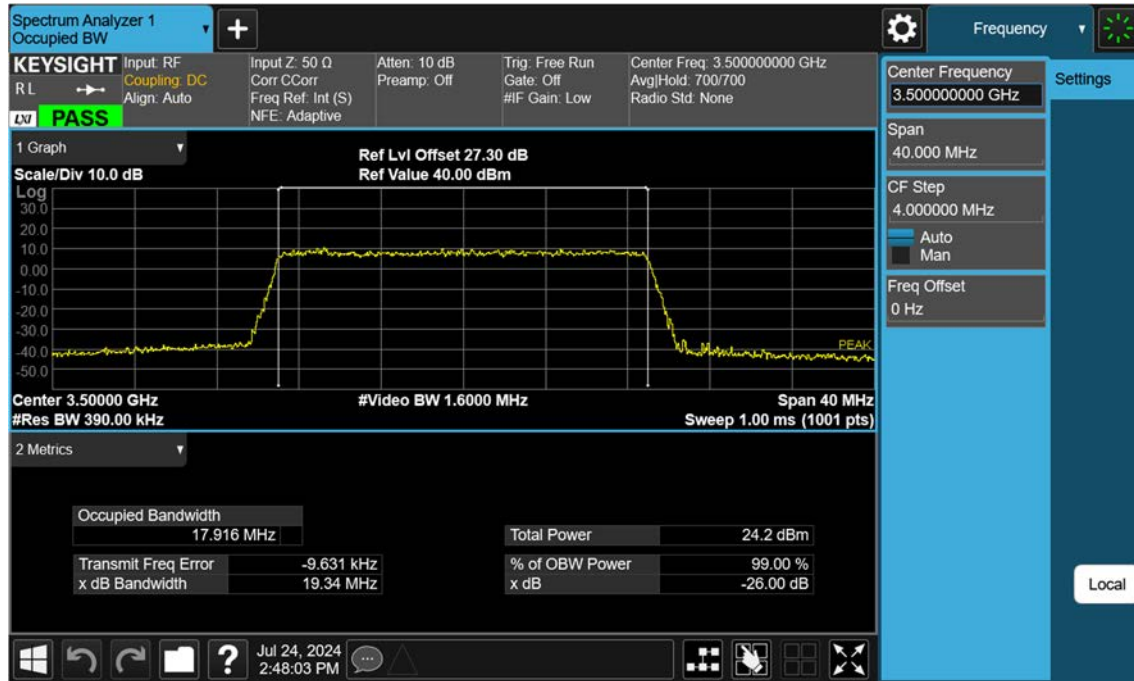 Spectrum Analyzer 1
Occupied BW
Frequency
KEYSIGHT
RL
LXI PASS
Input: RF
Coupling: DC
Align: Auto
Input Z: 50 Ω
Corr CCorr
Freq Ref: Int (S)
NFE: Adaptive
Atten: 10 dB
Preamp: Off
Trig: Free Run
Gate: Off
#IF Gain: Low
Center Freq: 3.500000000 GHz
Avg|Hold: 700/700
Radio Std: None
Center Frequency
3.500000000 GHz
Settings
Span
40.000 MHz
CF Step
4.000000 MHz
Auto
Man
Freq Offset
0 Hz
Local
1 Graph
Scale/Div 10.0 dB
Ref Lvl Offset 27.30 dB
Ref Value 40.00 dBm
Log
30.0
20.0
10.0
0.00
-10.0
-20.0
-30.0
-40.0
-50.0
PEAK
Center 3.50000 GHz
#Video BW 1.6000 MHz
Span 40 MHz
#Res BW 390.00 kHz
Sweep 1.00 ms (1001 pts)
2 Metrics
Occupied Bandwidth
17.916 MHz
Total Power 24.2 dBm
Transmit Freq Error -9.631 kHz
% of OBW Power 99.00 %
x dB Bandwidth 19.34 MHz
x dB -26.00 dB
?
Jul 24, 2024
2:48:03 PM